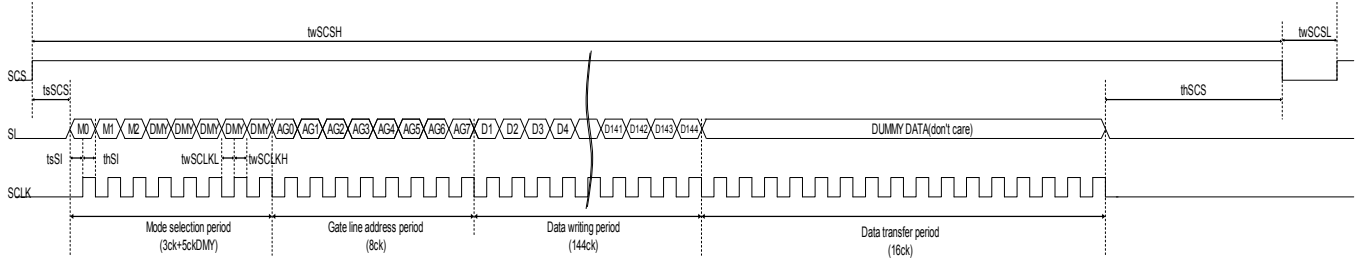 twSCSH
twSCSL
SCS
tsSCS
thSCS
SI
M0 M1 M2 DMY DMY DMY DMY DMY AG0 AG1 AG2 AG3 AG4 AG5 AG6 AG7 D1 D2 D3 D4 D141 D142 D143 D144 DUMMY DATA(don't care)
tsSI thSI twSCLKL twSCLKH
SCLK
Mode selection period
(3ck+5ckDMY)
Gate line address period
(8ck)
Data writing period
(144ck)
Data transfer period
(16ck)